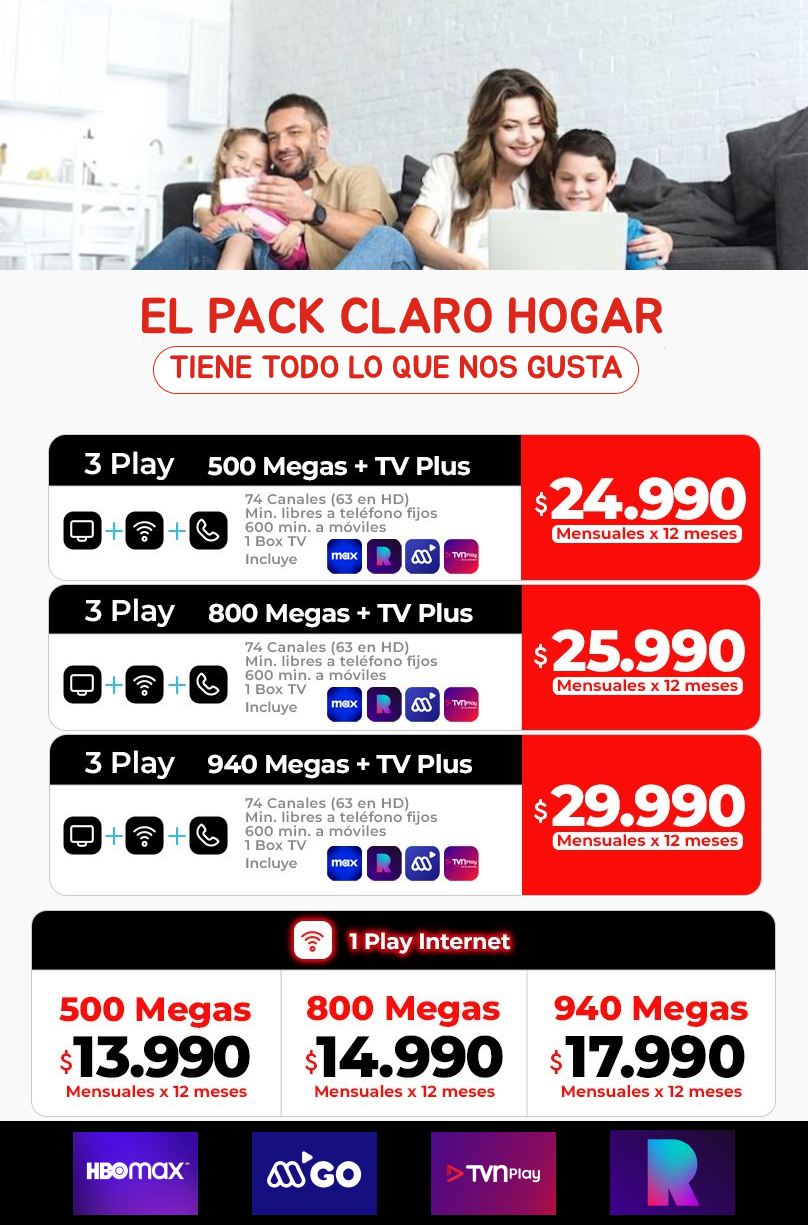 EL PACK CLARO HOGAR
TIENE TODO LO QUE NOS GUSTA
3 Play 500 Megas + TV Plus
74 Canales (63 en HD)
Min. libres a teléfono fijos
600 min. a móviles
1 Box TV
Incluye
max R TVN Play
$24.990
Mensuales x 12 meses
3 Play 800 Megas + TV Plus
74 Canales (63 en HD)
Min. libres a teléfono fijos
600 min. a móviles
1 Box TV
Incluye
max R TVN Play
$25.990
Mensuales x 12 meses
3 Play 940 Megas + TV Plus
74 Canales (63 en HD)
Min. libres a teléfono fijos
600 min. a móviles
1 Box TV
Incluye
max R TVN Play
$29.990
Mensuales x 12 meses
1 Play Internet
500 Megas
$13.990
Mensuales x 12 meses
800 Megas
$14.990
Mensuales x 12 meses
940 Megas
$17.990
Mensuales x 12 meses
HBOmax GO TVN Play R